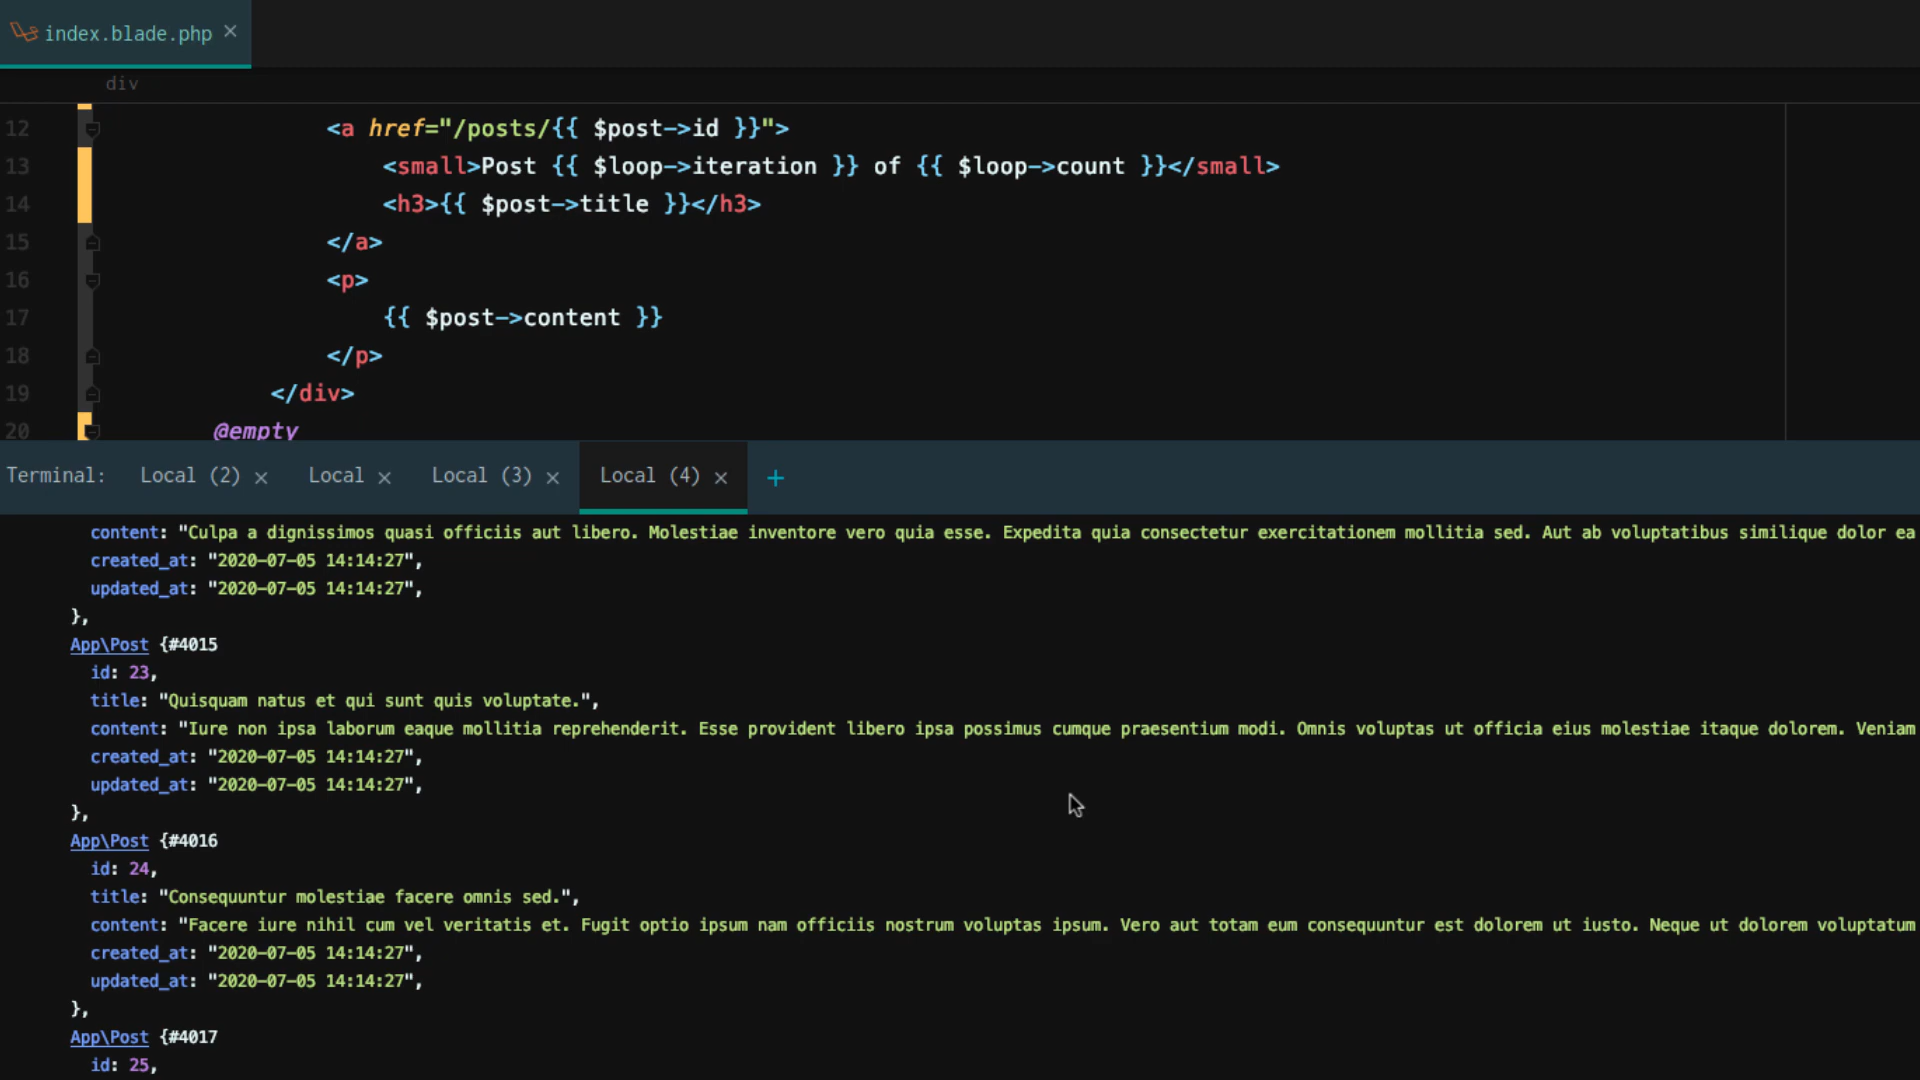 index.blade.php ×
div
12 <a href="/posts/{{ $post->id }}">
13 <small>Post {{ $loop->iteration }} of {{ $loop->count }}</small>
14 <h3>{{ $post->title }}</h3>
15 </a>
16 <p>
17 {{ $post->content }}
18 </p>
19 </div>
20 @empty
Terminal: Local (2) × Local × Local (3) × Local (4) × +
content: "Culpa a dignissimos quasi officiis aut libero. Molestiae inventore vero quia esse. Expedita quia consectetur exercitationem mollitia sed. Aut ab voluptatibus similique dolor ea
created_at: "2020-07-05 14:14:27",
updated_at: "2020-07-05 14:14:27",
},
App\Post {#4015
id: 23,
title: "Quisquam natus et qui sunt quis voluptate.",
content: "Iure non ipsa laborum eaque mollitia reprehenderit. Esse provident libero ipsa possimus cumque praesentium modi. Omnis voluptas ut officia eius molestiae itaque dolorem. Veniam
created_at: "2020-07-05 14:14:27",
updated_at: "2020-07-05 14:14:27",
},
App\Post {#4016
id: 24,
title: "Consequuntur molestiae facere omnis sed.",
content: "Facere iure nihil cum vel veritatis et. Fugit optio ipsum nam officiis nostrum voluptas ipsum. Vero aut totam eum consequuntur est dolorem ut iusto. Neque ut dolorem voluptatum
created_at: "2020-07-05 14:14:27",
updated_at: "2020-07-05 14:14:27",
},
App\Post {#4017
id: 25,